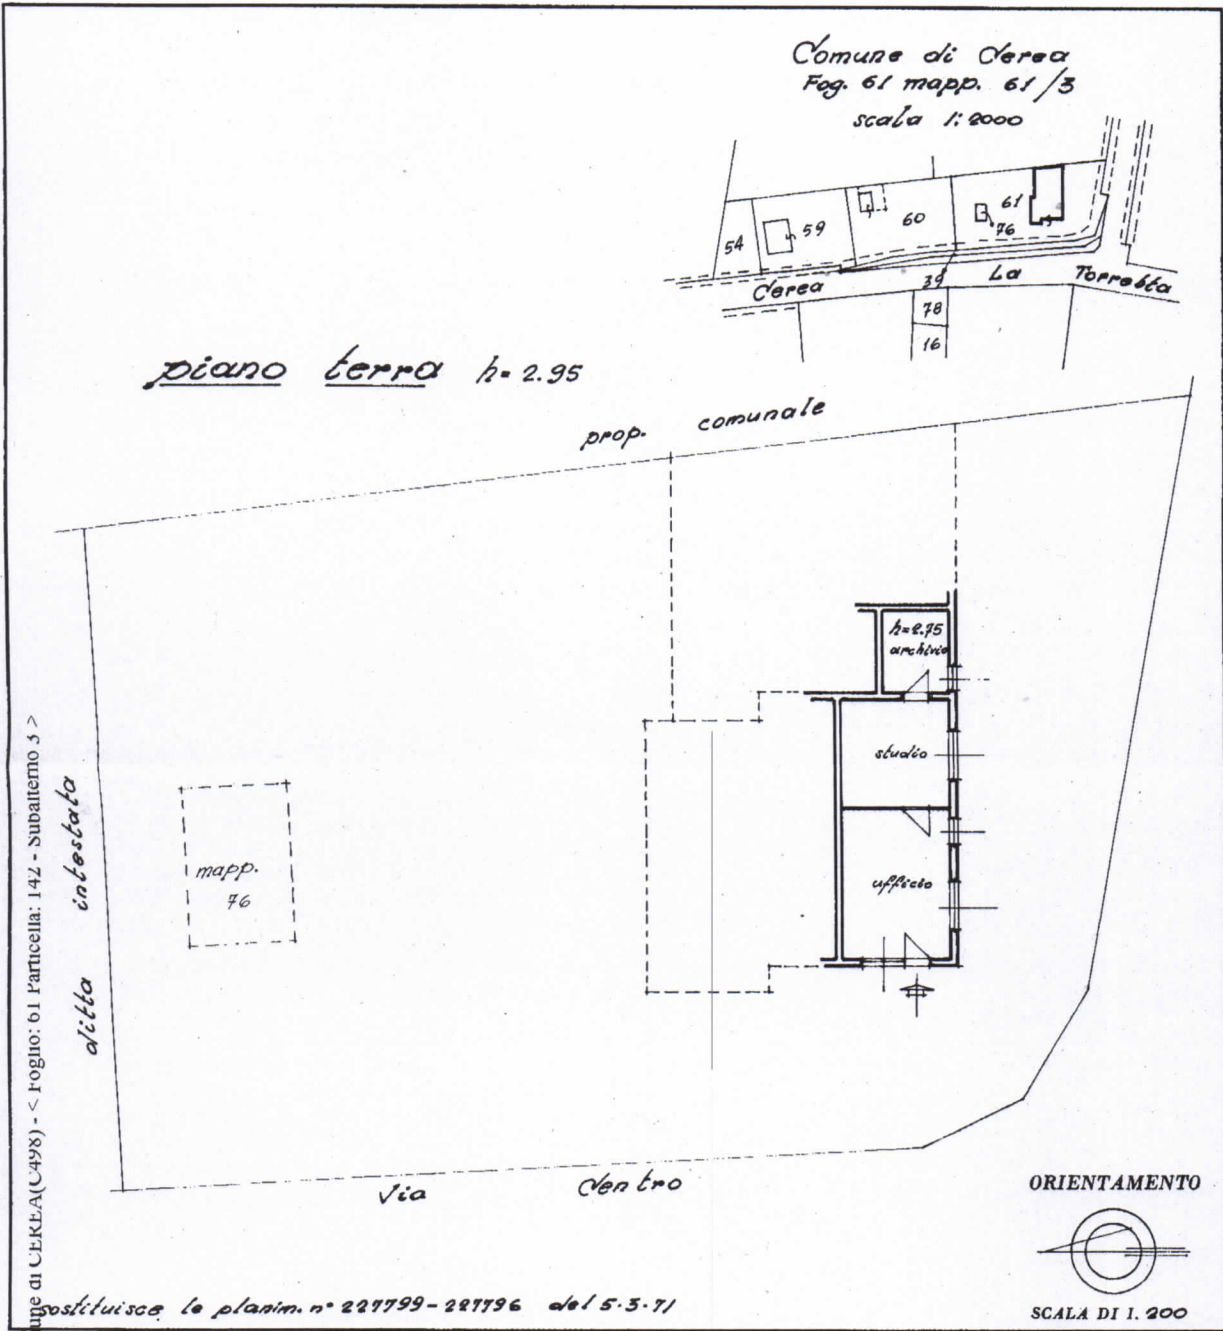 Comune di Cerea
Fog. 61 mapp. 61/3
scala 1:2000
54
59
60
61
76
Cerea
39
La
Torretta
78
16
piano terra h= 2.95
prop. comunale
h=2.75
archivio
studio
ufficio
mapp.
76
ditta intestata
une di CEREA(C498) - < Foglio: 61 Particella: 142 - Subalterno 3 >
Via Centro
ORIENTAMENTO
SCALA DI 1. 200
sostituisce le planim. n° 227799-227796 del 5.3.71